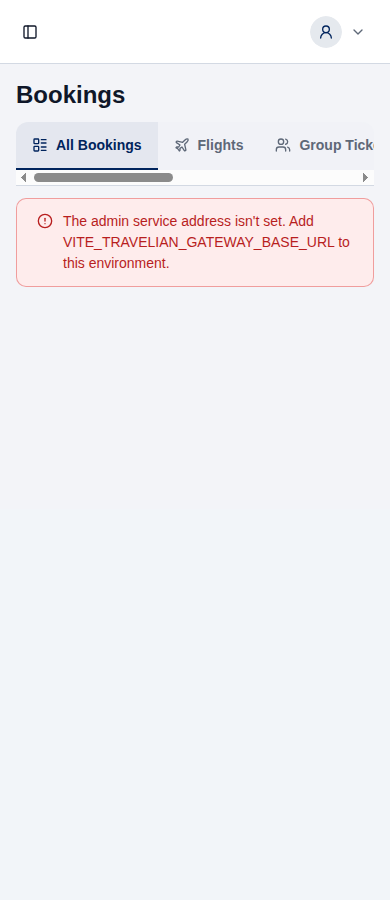 Bookings
All Bookings
Flights
Group Ticke
The admin service address isn't set. Add
VITE_TRAVELIAN_GATEWAY_BASE_URL to
this environment.